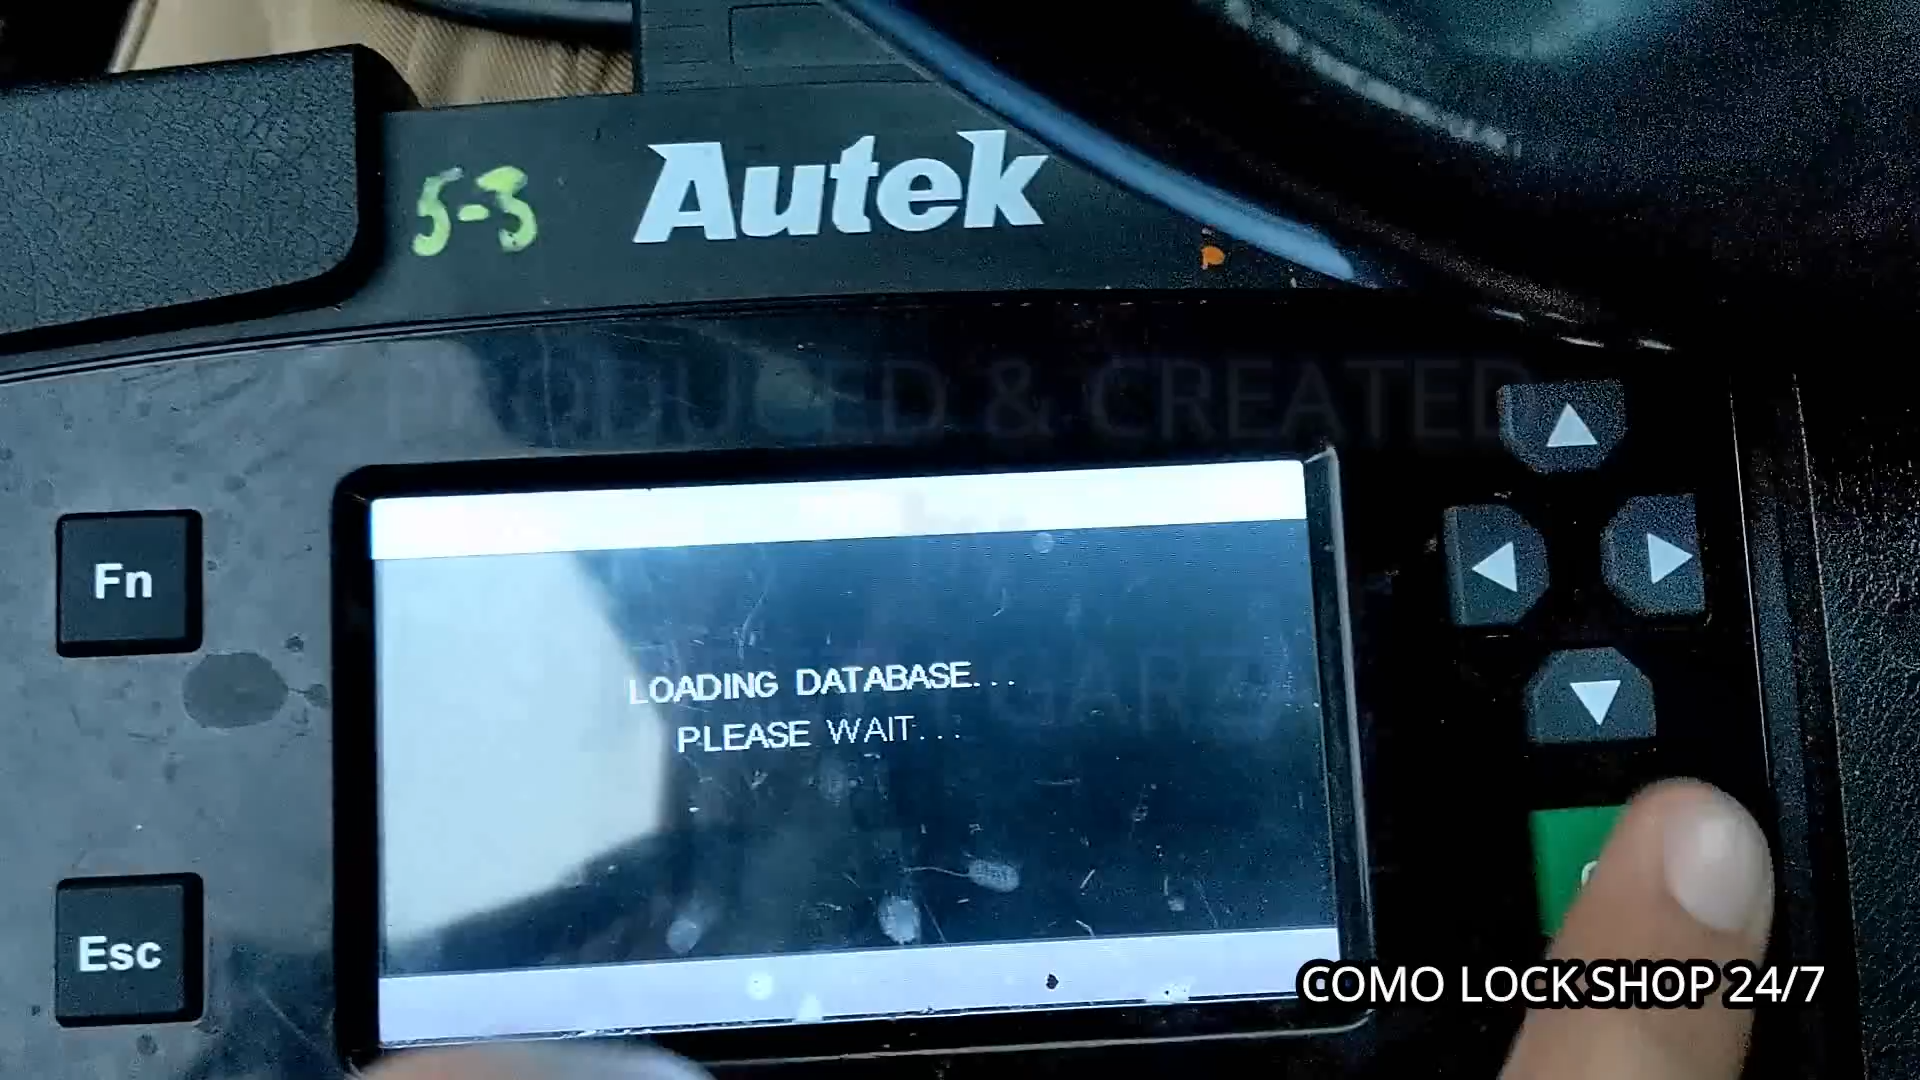 5-3 Autek
PRODUCED & CREATED
Fn
LOADING DATABASE...
PLEASE WAIT...
Esc
COMO LOCK SHOP 24/7